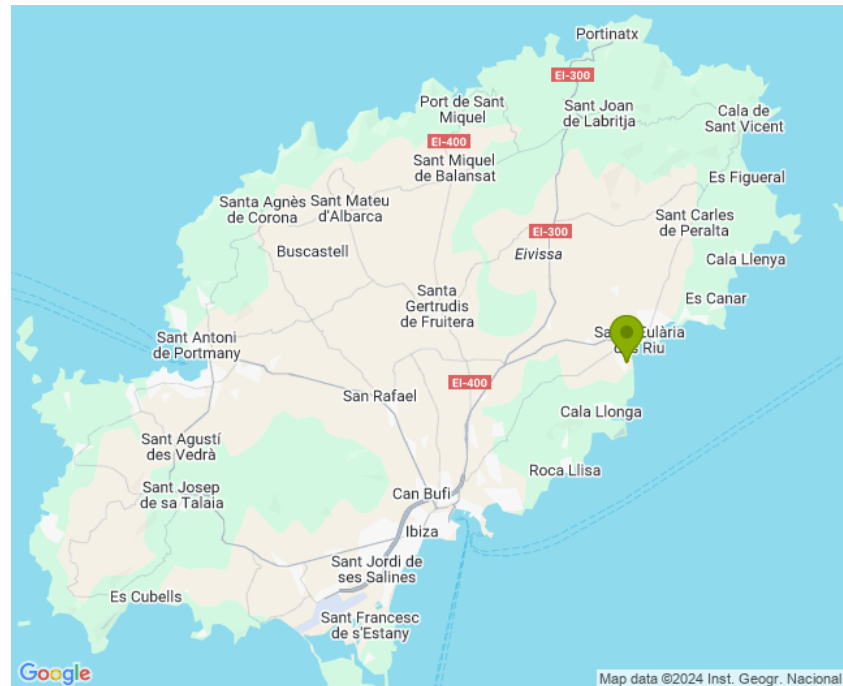 Portinatx
EI-300
Port de Sant
Miquel
Sant Joan
de Labritja
Cala de
Sant Vicent
EI-400
Sant Miquel
de Balansat
Es Figueral
Santa Agnès
de Corona
Sant Mateu
d'Albarca
Sant Carles
de Peralta
EI-300
Buscastell
Eivissa
Cala Llenya
Santa
Gertrudis
de Fruitera
Es Canar
Sant Antoni
de Portmany
Eulària
Riu
EI-400
San Rafael
Cala Llonga
Sant Agustí
des Vedrà
Roca Llisa
Sant Josep
de sa Talaia
Can Bufi
Ibiza
Sant Jordi de
ses Salines
Es Cubells
Sant Francesc
de s'Estany
Google
Map data ©2024 Inst. Geogr. Nacional